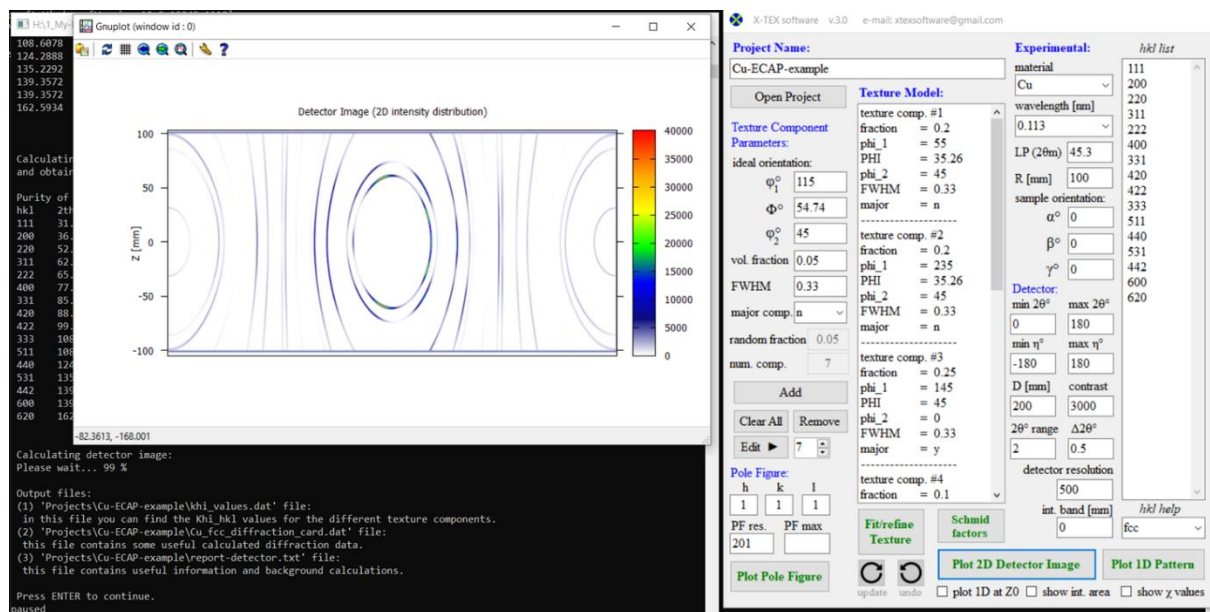 H:\1_My-
Gnuplot (window id : 0)
108.6078
124.2888
135.2292
139.3572
139.3572
162.5934
Calculatin
and obtain
Purity of
hkl 2th
111 31.
200 36.
220 52.
311 62.
222 65.
400 77.
331 85.
420 88.
422 99.
333 108
511 108
440 124
531 135
442 139
600 139
620 162
Detector Image (2D intensity distribution)
Z [mm]
100
50
0
-50
-100
40000
35000
30000
25000
20000
15000
10000
5000
0
-82.3613, -168.001
Calculating detector image:
Please wait... 99 %
Output files:
(1) 'Projects\Cu-ECAP-example\khi_values.dat' file:
in this file you can find the Khi_hkl values for the different texture components.
(2) 'Projects\Cu-ECAP-example\Cu_fcc_diffraction_card.dat' file:
this file contains some useful calculated diffraction data.
(3) 'Projects\Cu-ECAP-example\report-detector.txt' file:
this file contains useful information and background calculations.
Press ENTER to continue.
paused
X-TEX software v.3.0 e-mail: xtexsoftware@gmail.com
Project Name:
Cu-ECAP-example
Open Project
Texture Component
Parameters:
ideal orientation:
φ1° 115
Φ° 54.74
φ2° 45
vol. fraction 0.05
FWHM 0.33
major comp. n
random fraction 0.05
num. comp. 7
Add
Clear All Remove
Edit ► 7
Pole Figure:
h k l
1 1 1
PF res. PF max
201
Plot Pole Figure
Texture Model:
texture comp. #1
fraction = 0.2
phi_1 = 55
PHI = 35.26
phi_2 = 45
FWHM = 0.33
major = n
--------------------
texture comp. #2
fraction = 0.2
phi_1 = 235
PHI = 35.26
phi_2 = 45
FWHM = 0.33
major = n
--------------------
texture comp. #3
fraction = 0.25
phi_1 = 145
PHI = 45
phi_2 = 0
FWHM = 0.33
major = y
--------------------
texture comp. #4
fraction = 0.1
Fit/refine
Texture
Schmid
factors
update undo
Experimental:
material
Cu
wavelength [nm]
0.113
LP (2θm) 45.3
R [mm] 100
sample orientation:
α° 0
β° 0
γ° 0
Detector:
min 2θ° max 2θ°
0 180
min η° max η°
-180 180
D [mm] contrast
200 3000
2θ° range Δ2θ°
2 0.5
detector resolution
500
int. band [mm]
0
hkl list
111
200
220
311
222
400
331
420
422
333
511
440
531
442
600
620
hkl help
fcc
Plot 2D Detector Image Plot 1D Pattern
plot 1D at Z0 show int. area show χ values